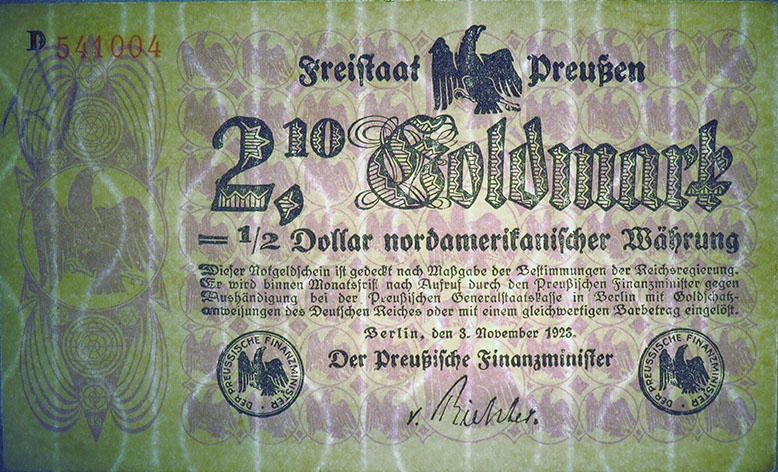 D 541004
Freistaat Preußen
2,10 Goldmark
= 1/2 Dollar nordamerikanischer Währung
Dieser Notgeldschein ist gedeckt nach Maßgabe der Bestimmungen der Reichsregierung.
Er wird binnen Monatsfrist nach Aufruf durch den Preußischen Finanzminister gegen
Aushändigung bei der Preußischen Generalstaatskasse in Berlin mit Goldschatz-
anweisungen des Deutschen Reiches oder mit einem gleichwertigen Barbetrag eingelöst.
Berlin, den 3. November 1923.
Der Preußische Finanzminister
DER PREUSSISCHE FINANZMINISTER
DER PREUSSISCHE FINANZMINISTER
v. Richter.